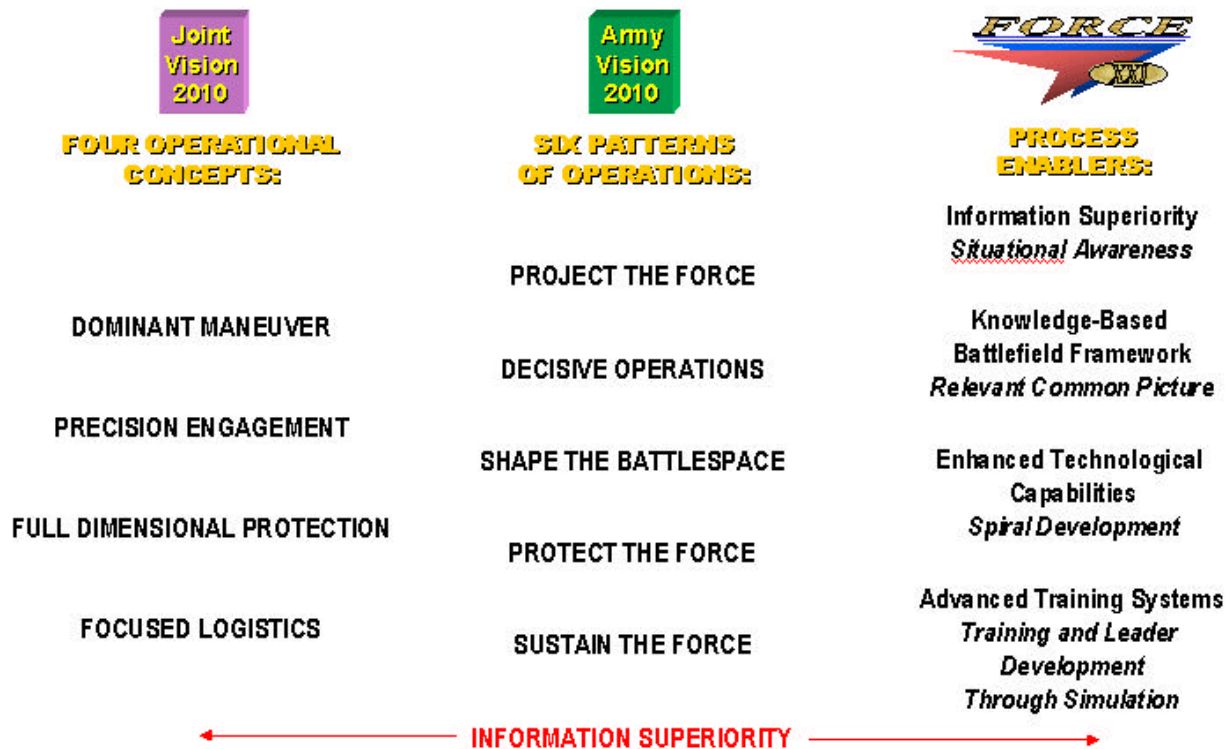 Joint
Vision
2010
FOUR OPERATIONAL
CONCEPTS:
DOMINANT MANEUVER
PRECISION ENGAGEMENT
FULL DIMENSIONAL PROTECTION
FOCUSED LOGISTICS
Army
Vision
2010
SIX PATTERNS
OF OPERATIONS:
PROJECT THE FORCE
DECISIVE OPERATIONS
SHAPE THE BATTLESPACE
PROTECT THE FORCE
SUSTAIN THE FORCE
FORCE
XXI
PROCESS
ENABLERS:
Information Superiority
Situational Awareness
Knowledge-Based
Battlefield Framework
Relevant Common Picture
Enhanced Technological
Capabilities
Spiral Development
Advanced Training Systems
Training and Leader
Development
Through Simulation
INFORMATION SUPERIORITY